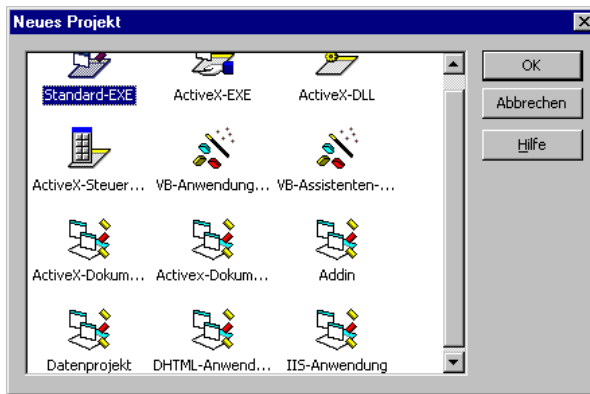 Neues Projekt
Standard-EXE ActiveX-EXE ActiveX-DLL
ActiveX-Steuer... VB-Anwendung... VB-Assistenten-...
ActiveX-Dokum... Activex-Dokum... Addin
Datenprojekt DHTML-Anwend... IIS-Anwendung
OK
Abbrechen
Hilfe